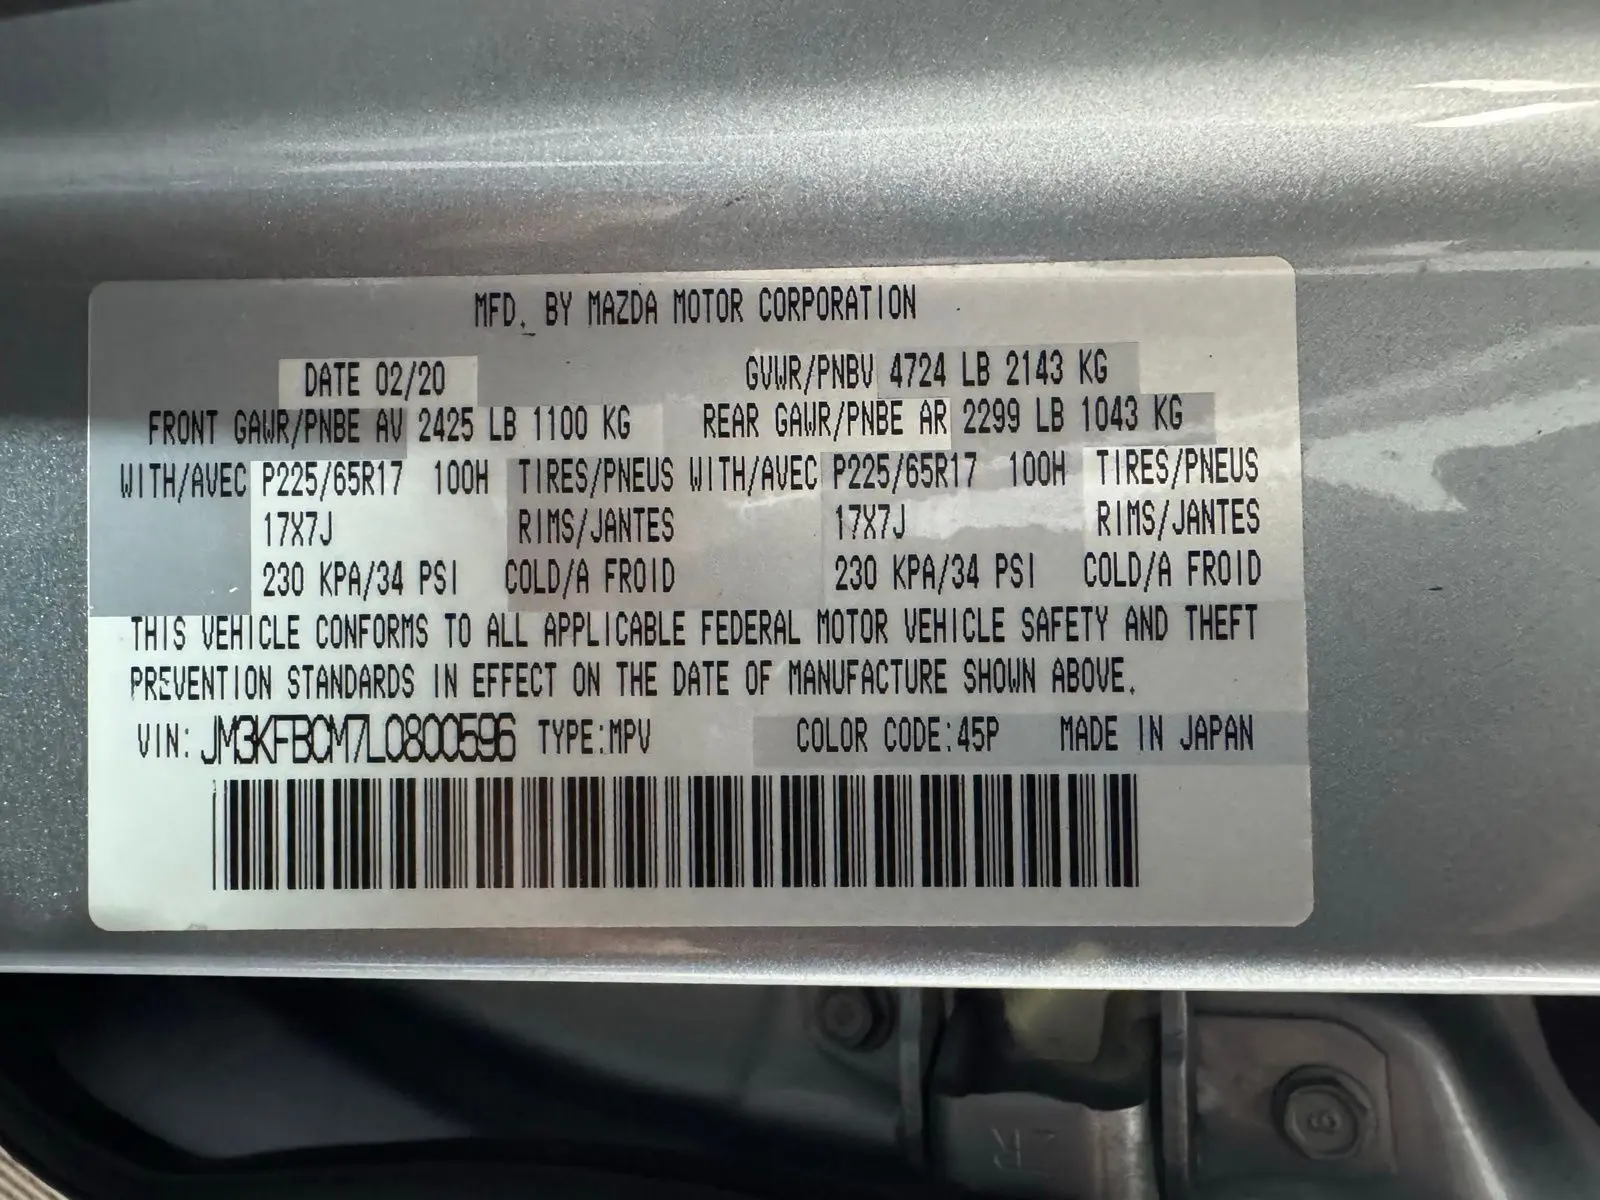 MFD. BY MAZDA MOTOR CORPORATION
DATE 02/20 GVWR/PNBV 4724 LB 2143 KG
FRONT GAWR/PNBE AV 2425 LB 1100 KG REAR GAWR/PNBE AR 2299 LB 1043 KG
WITH/AVEC P225/65R17 100H TIRES/PNEUS WITH/AVEC P225/65R17 100H TIRES/PNEUS
17X7J RIMS/JANTES 17X7J RIMS/JANTES
230 KPA/34 PSI COLD/A FROID 230 KPA/34 PSI COLD/A FROID
THIS VEHICLE CONFORMS TO ALL APPLICABLE FEDERAL MOTOR VEHICLE SAFETY AND THEFT
PREVENTION STANDARDS IN EFFECT ON THE DATE OF MANUFACTURE SHOWN ABOVE.
VIN: JM3KFBCM7L0800596 TYPE:MPV COLOR CODE:45P MADE IN JAPAN